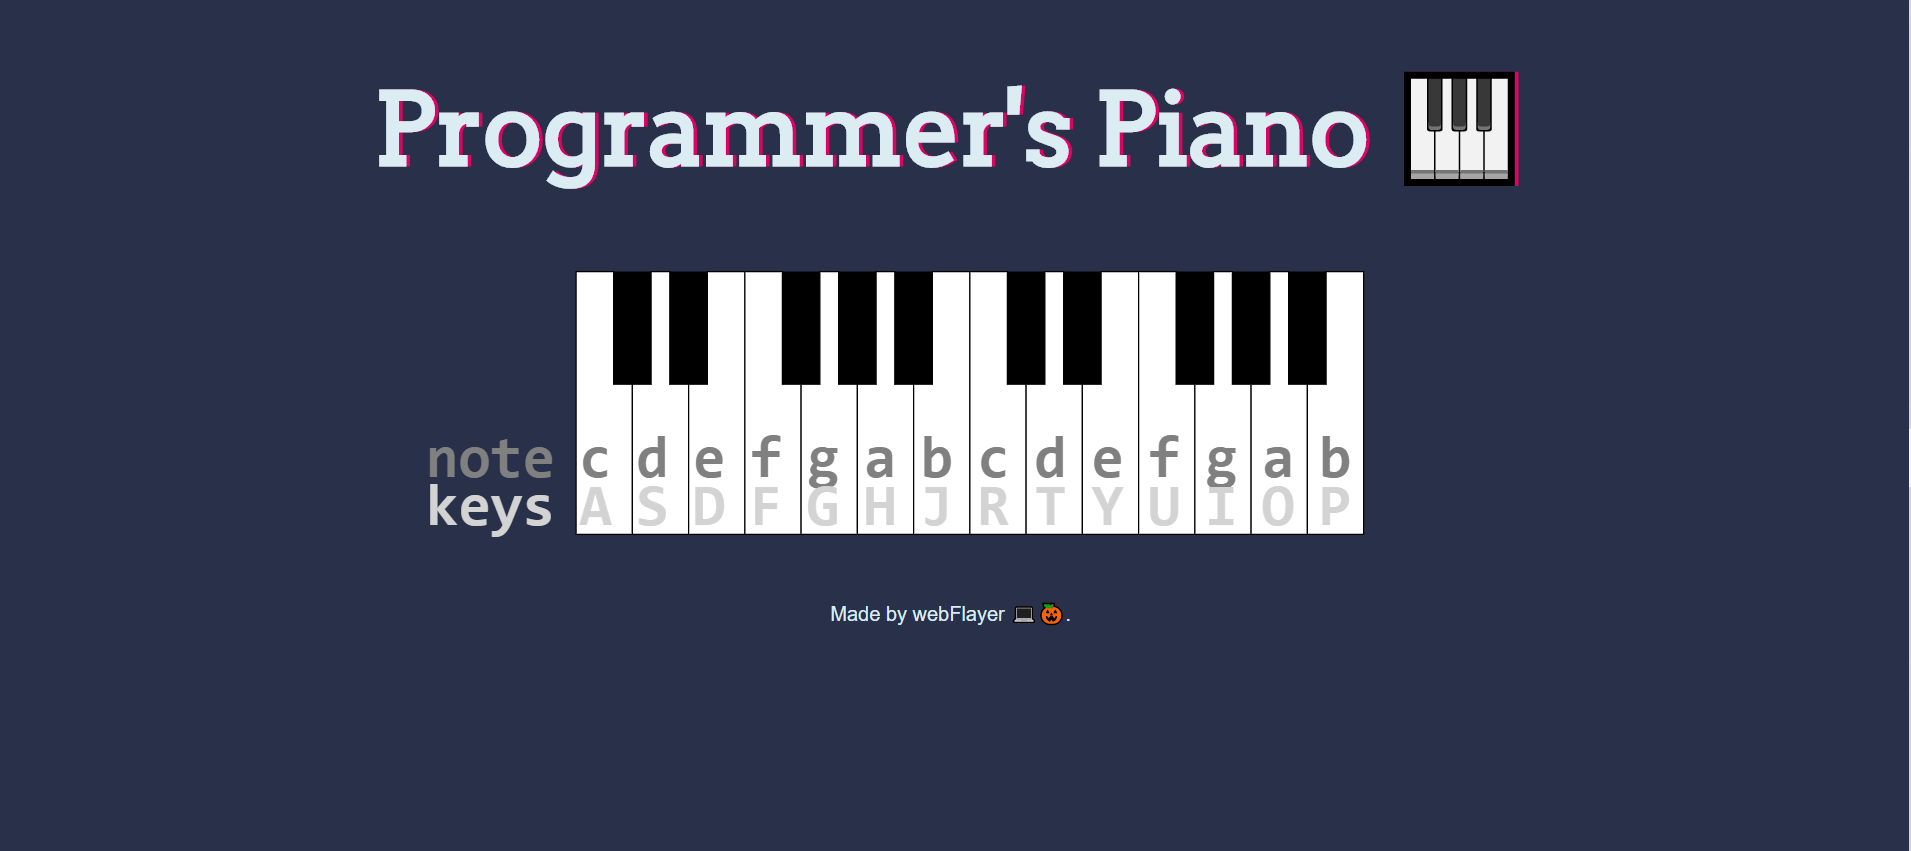 Programmer's Piano
note c d e f g a b c d e f g a b
keys A S D F G H J R T Y U I O P
Made by webFlayer 💻🎃.